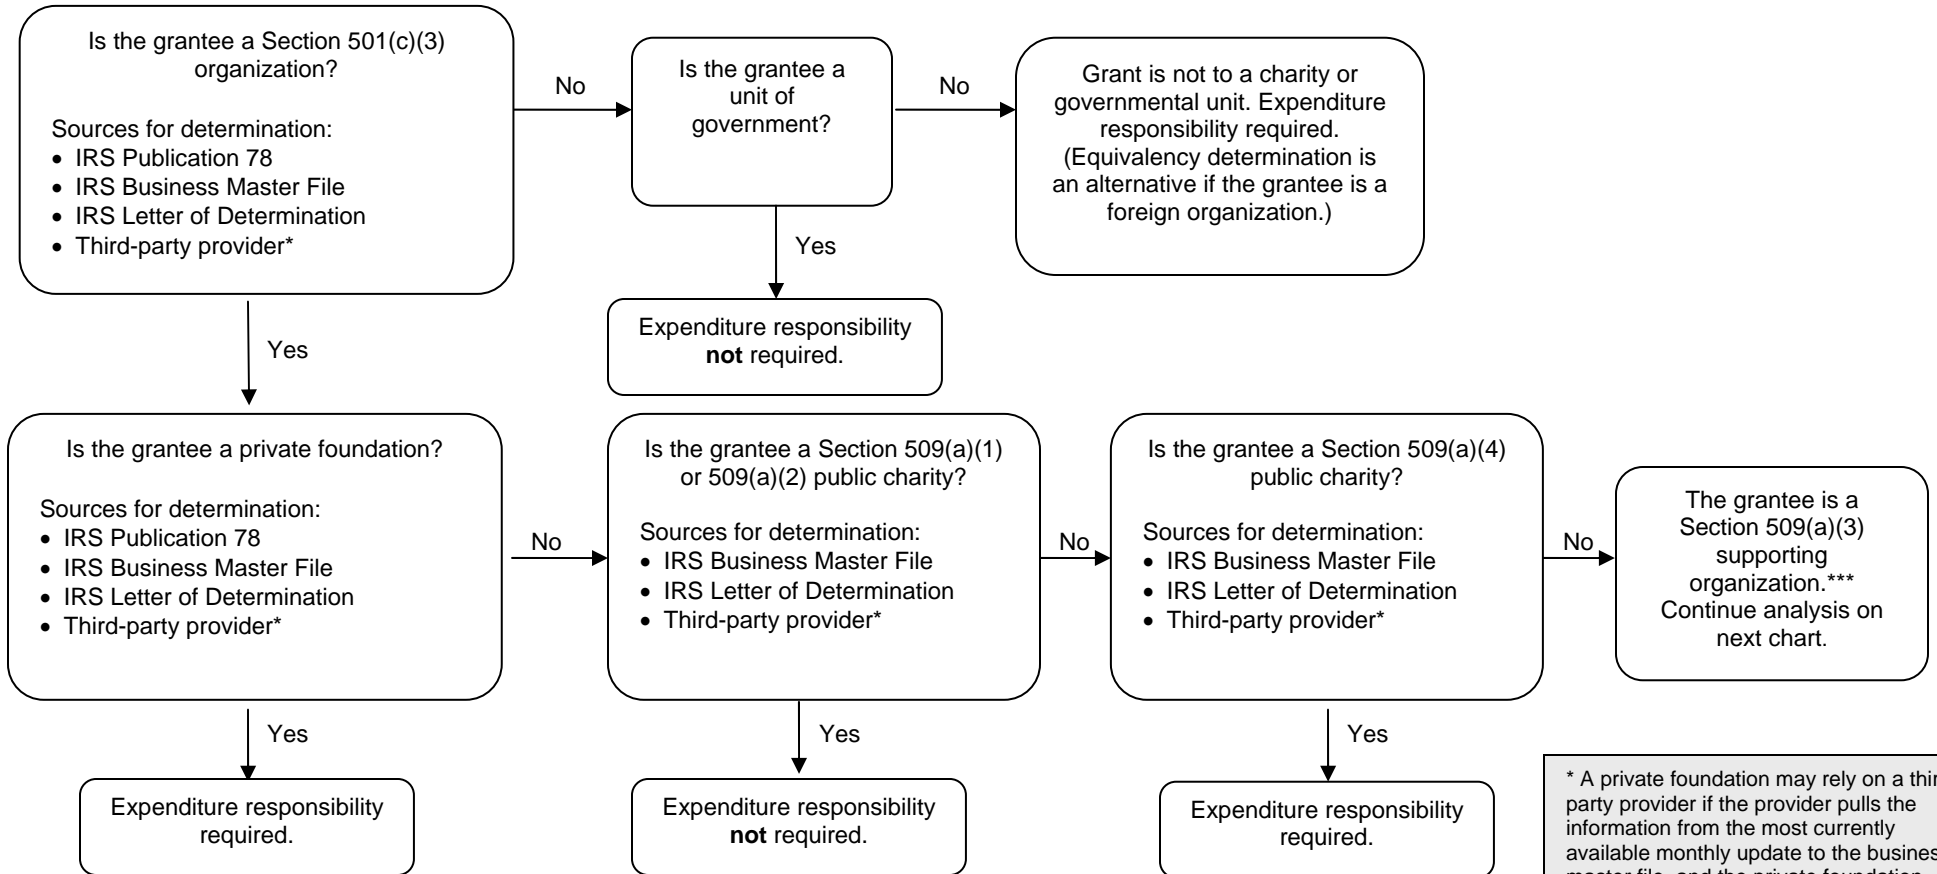 Is the grantee a Section 501(c)(3)
organization?
Sources for determination:
• IRS Publication 78
• IRS Business Master File
• IRS Letter of Determination
• Third-party provider*
No
Is the grantee a
unit of
government?
No
Grant is not to a charity or
governmental unit. Expenditure
responsibility required.
(Equivalency determination is
an alternative if the grantee is a
foreign organization.)
Yes
Expenditure responsibility
not required.
Yes
Is the grantee a private foundation?
Sources for determination:
• IRS Publication 78
• IRS Business Master File
• IRS Letter of Determination
• Third-party provider*
No
Is the grantee a Section 509(a)(1)
or 509(a)(2) public charity?
Sources for determination:
• IRS Business Master File
• IRS Letter of Determination
• Third-party provider*
No
Is the grantee a Section 509(a)(4)
public charity?
Sources for determination:
• IRS Business Master File
• IRS Letter of Determination
• Third-party provider*
No
The grantee is a
Section 509(a)(3)
supporting
organization.***
Continue analysis on
next chart.
Yes
Expenditure responsibility
required.
Yes
Expenditure responsibility
not required.
Yes
Expenditure responsibility
required.
* A private foundation may rely on a
party provider if the provider pulls the
information from the most currently
available monthly update to the
master file, and the private foundation